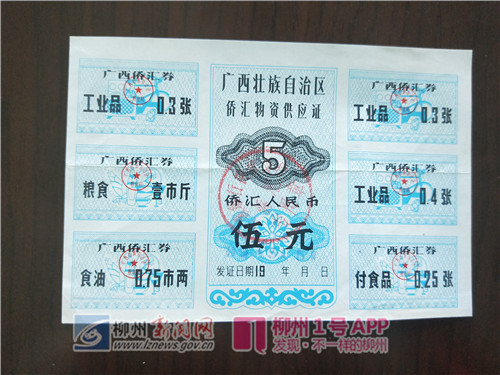 广西侨汇券
工业品 0.3张
广西侨汇券
粮食 壹市斤
广西侨汇券
食油 0.75市两
广西壮族自治区
侨汇物资供应证
5
侨汇人民币
伍元
发证日期19 年 月 日
广西侨汇券
工业品 0.3张
广西侨汇券
工业品 0.4张
广西侨汇券
付食品 0.25张
柳州新闻网
www.lznews.gov.cn
柳州1号APP
发现·不一样的柳州